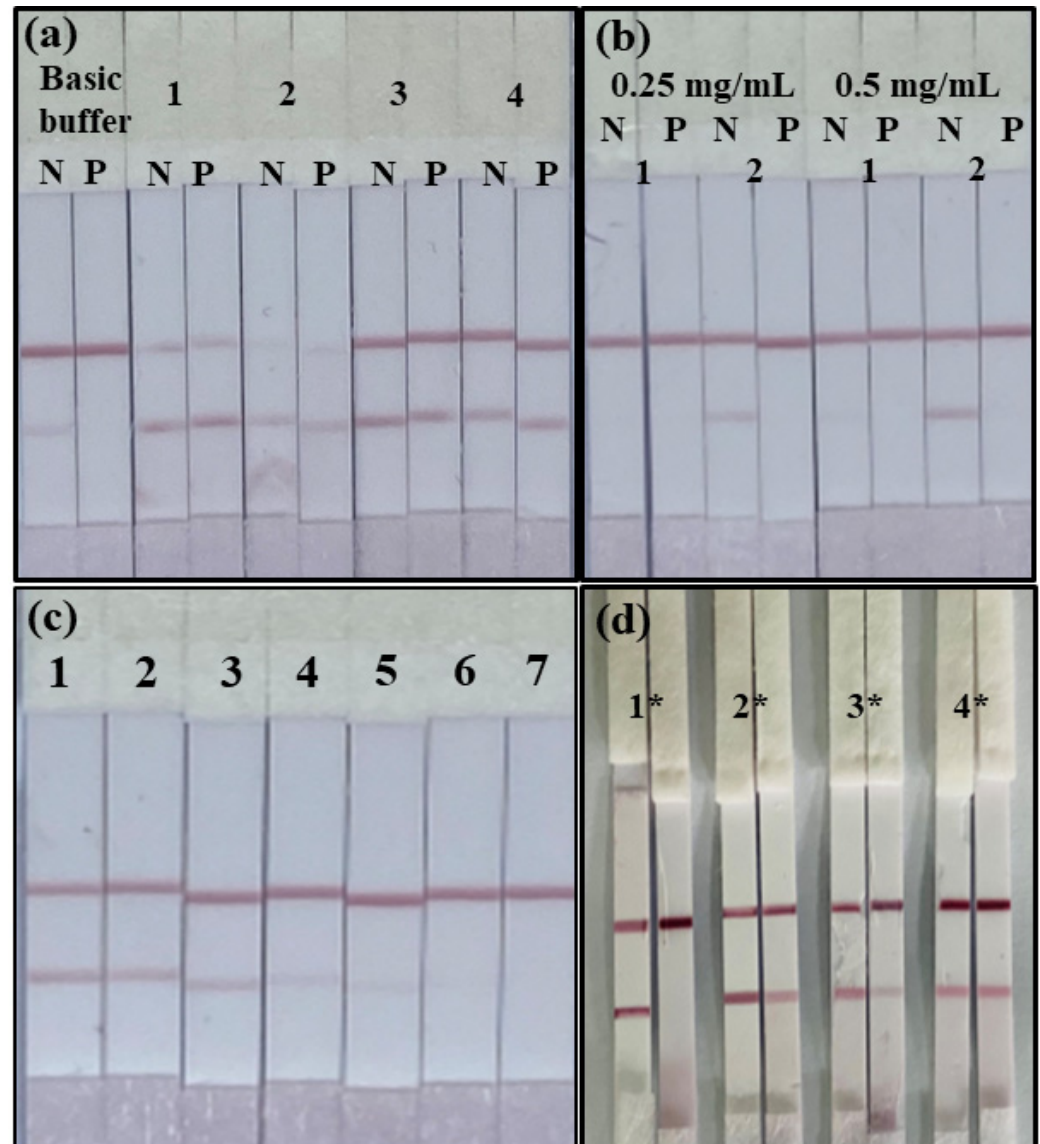 (a)
Basic
buffer
1 2 3 4
N P N P N P N P N P
(b)
0.25 mg/mL 0.5 mg/mL
N P N P N P N P
1 2 1 2
(c)
1 2 3 4 5 6 7
(d)
1* 2* 3* 4*